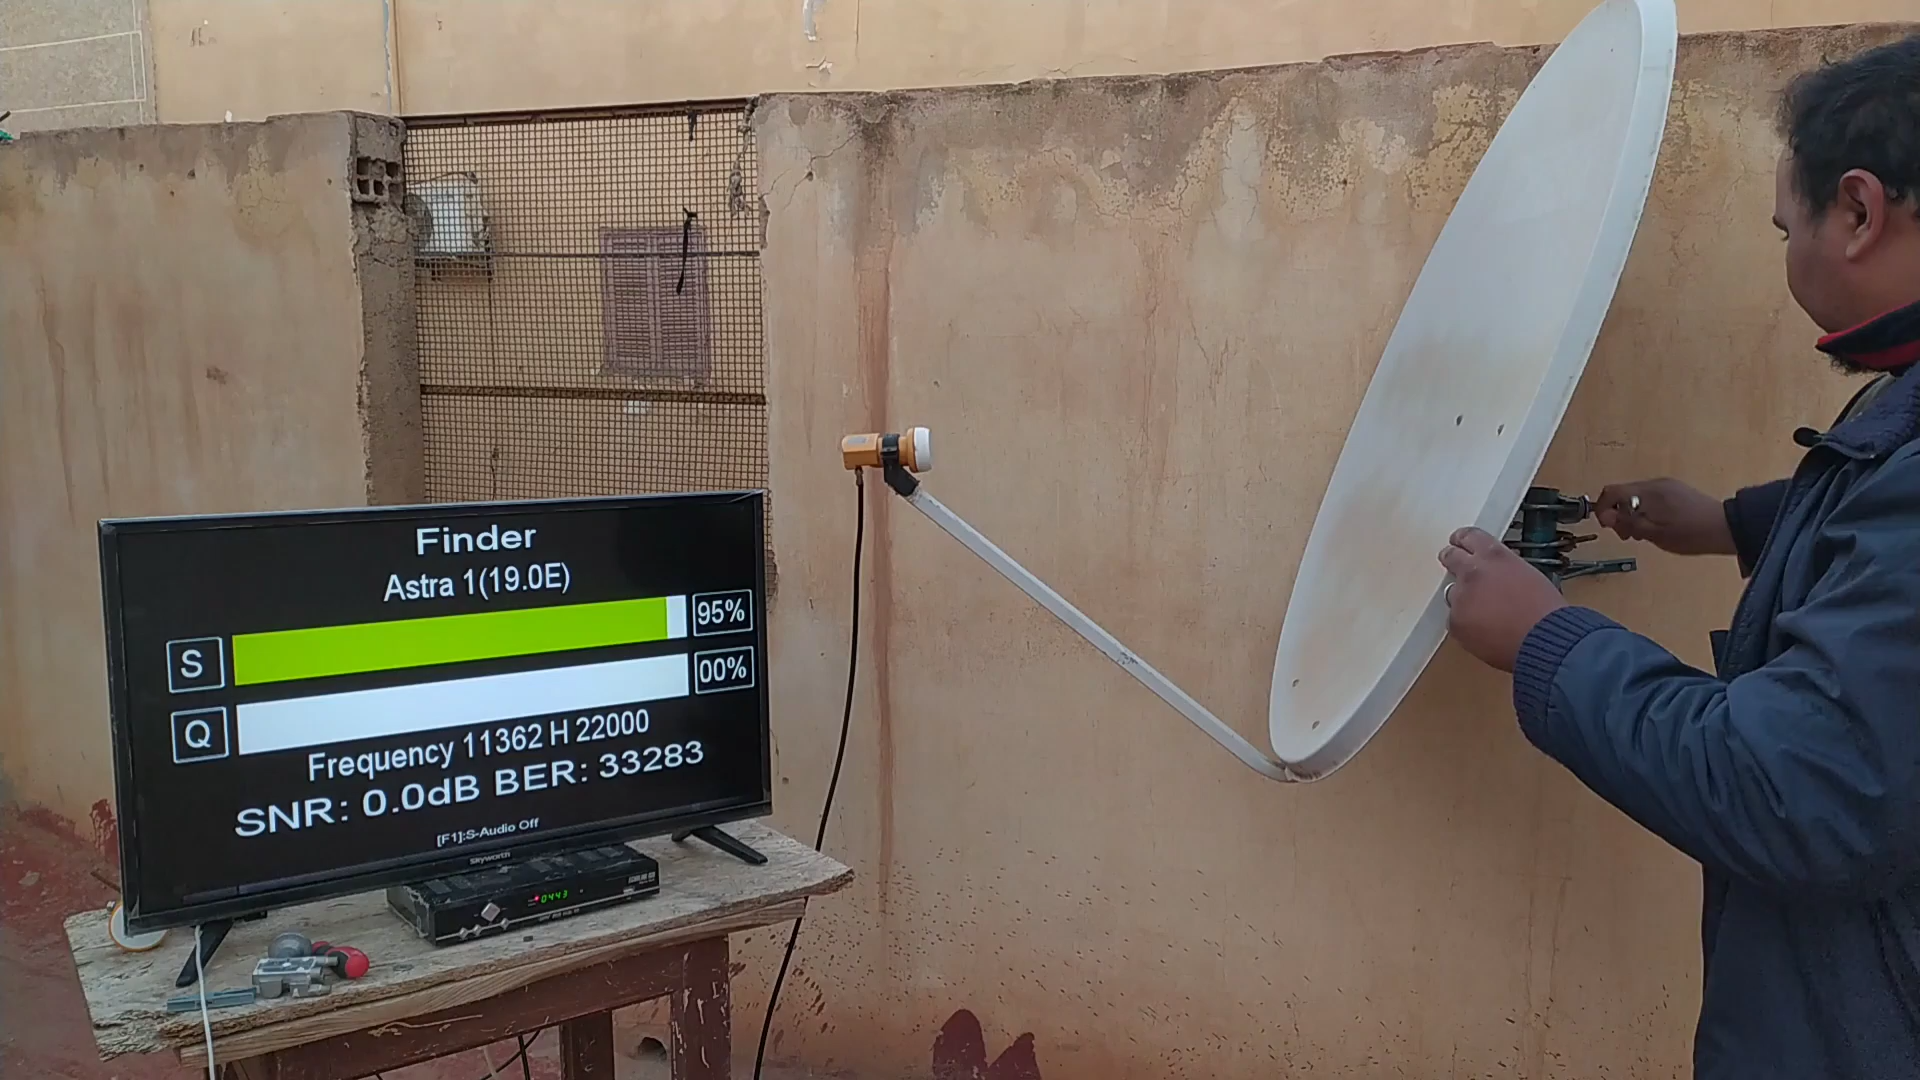 Finder
Astra 1(19.0E)
S 95%
Q 00%
Frequency 11362 H 22000
SNR: 0.0dB BER: 33283
[F1]:S-Audio Off
Skyworth
0443